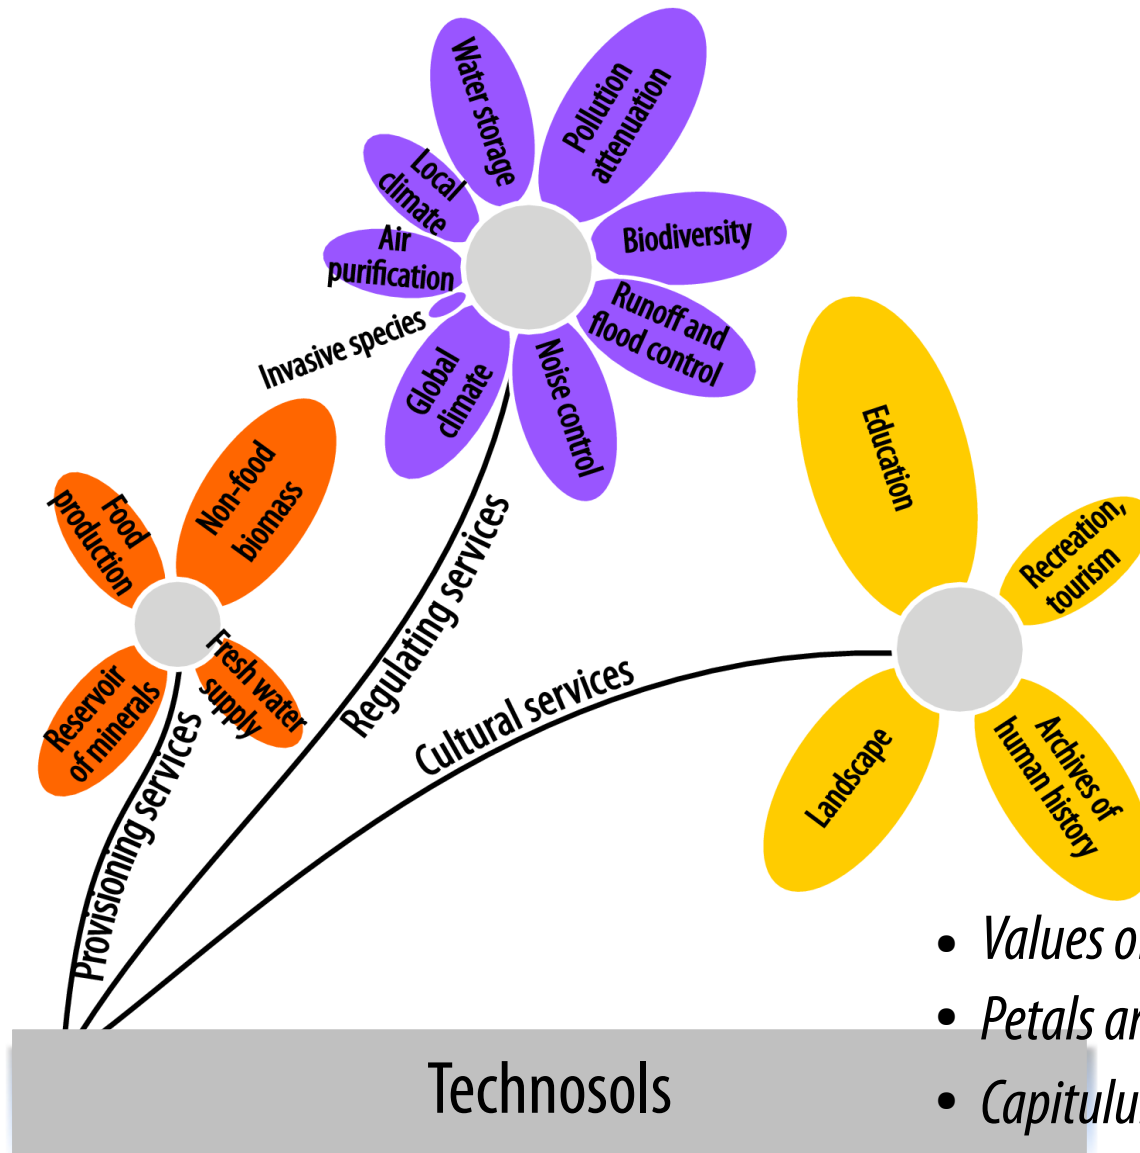 Water storage
Pollution
attenuation
Local
climate
Air
purification
Biodiversity
Runoff and
flood control
Invasive species
Global
climate
Noise control
Non-food
biomass
Food
production
Reservoir
of minerals
Fresh water
supply
Education
Recreation,
tourism
Landscape
Archives of
human history
Provisioning services
Regulating services
Cultural services
• Values
• Petals
•
Technosols